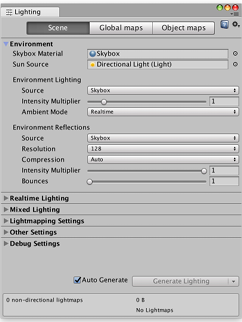 Lighting
Scene Global maps Object maps
Environment
Skybox Material Skybox
Sun Source Directional Light (Light)
Environment Lighting
Source Skybox
Intensity Multiplier 1
Ambient Mode Realtime
Environment Reflections
Source Skybox
Resolution 128
Compression Auto
Intensity Multiplier 1
Bounces 1
Realtime Lighting
Mixed Lighting
Lightmapping Settings
Other Settings
Debug Settings
Auto Generate Generate Lighting
0 non-directional lightmaps 0 B
No Lightmaps